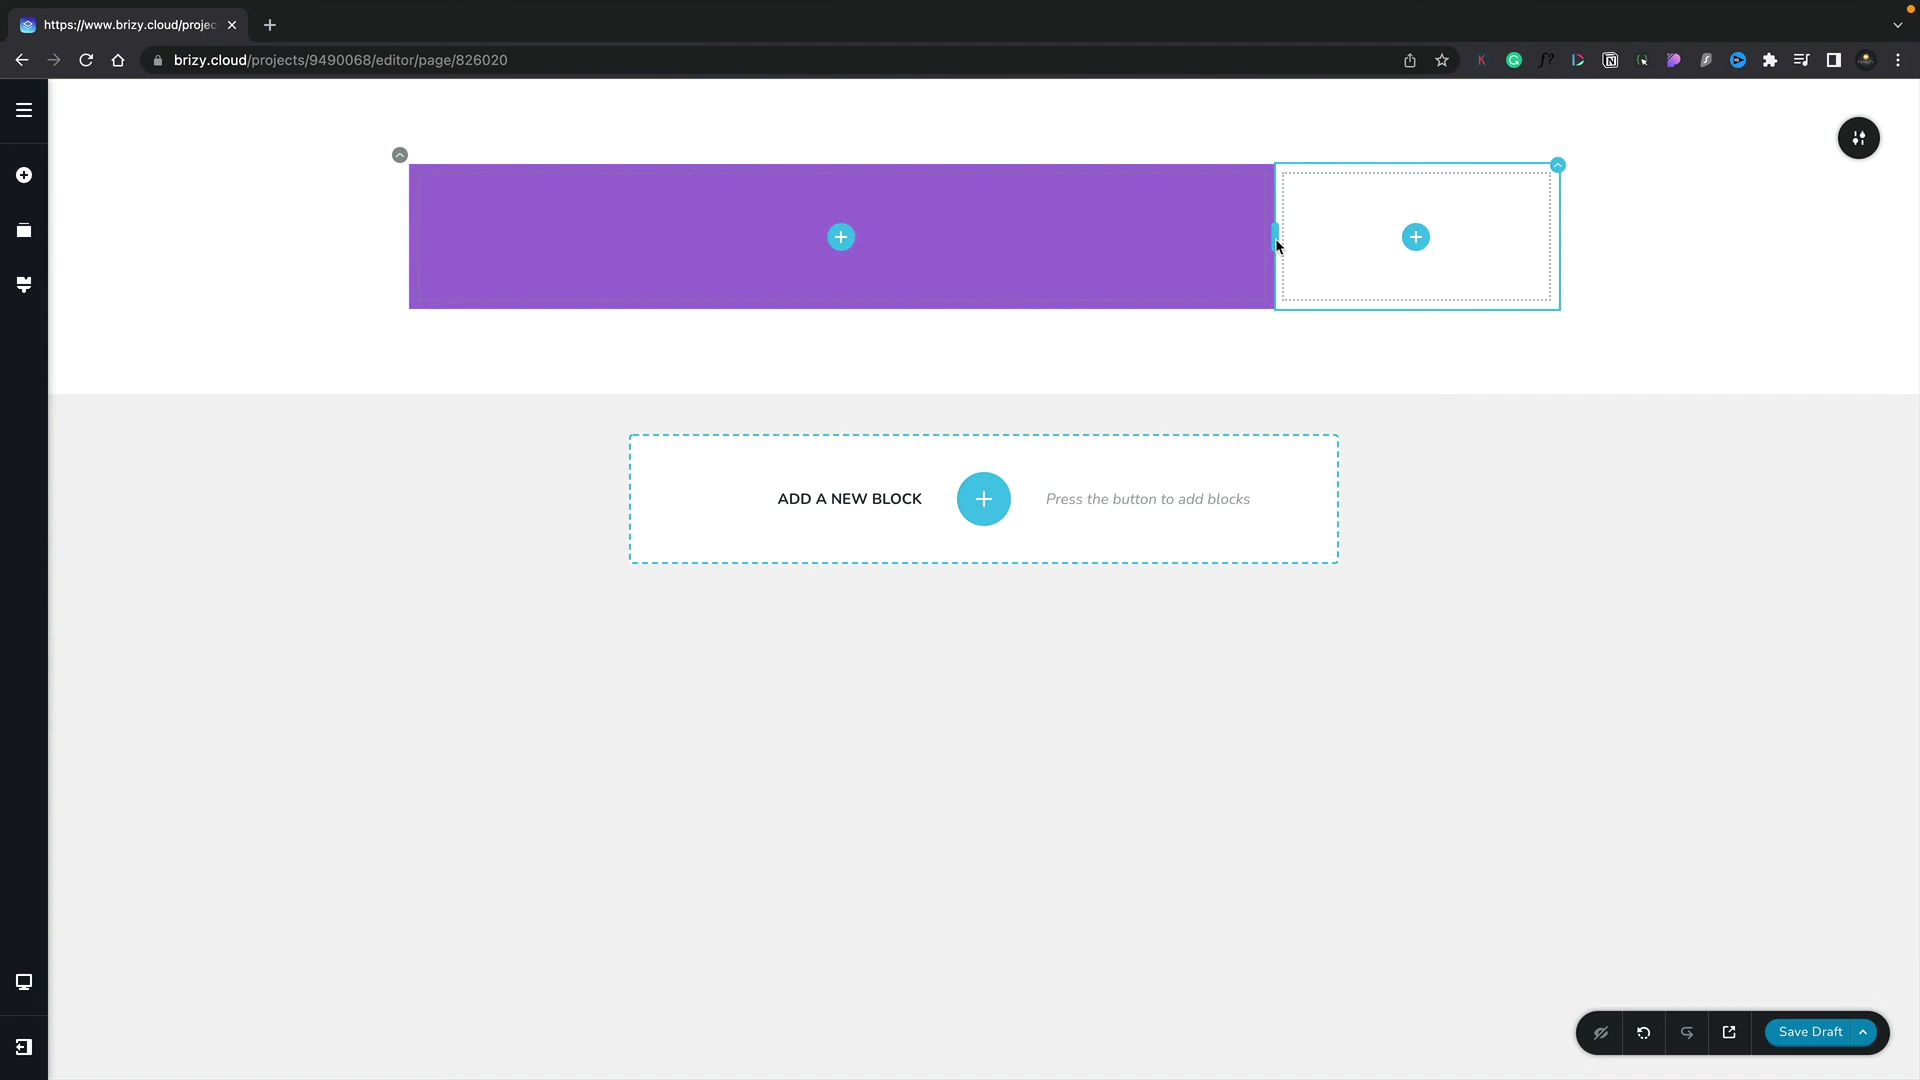 https://www.brizy.cloud/projec
brizy.cloud/projects/9490068/editor/page/826020
ADD A NEW BLOCK
Press the button to add blocks
Save Draft